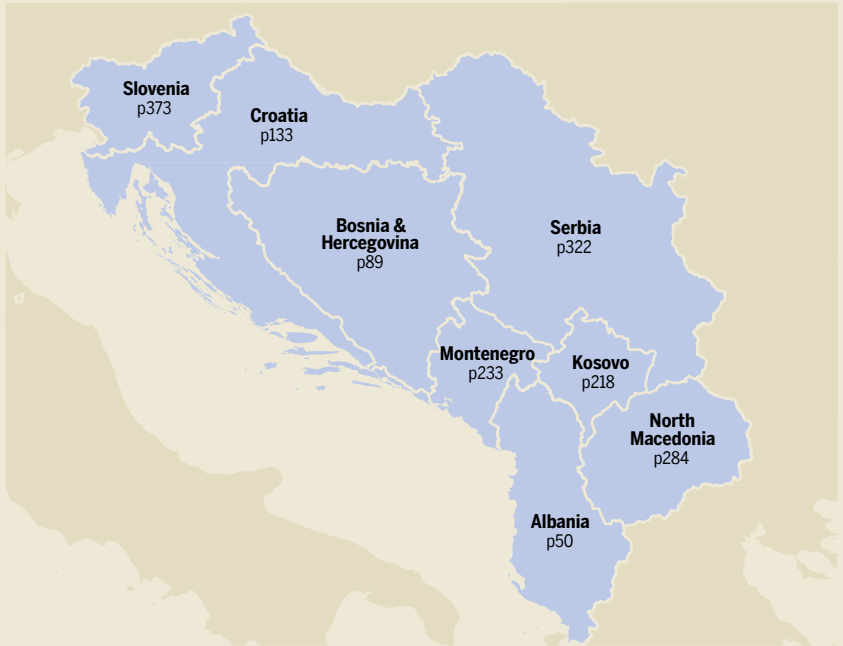 Slovenia
p373
Croatia
p133
Bosnia &
Hercegovina
p89
Serbia
p322
Montenegro
p233
Kosovo
p218
North
Macedonia
p284
Albania
p50